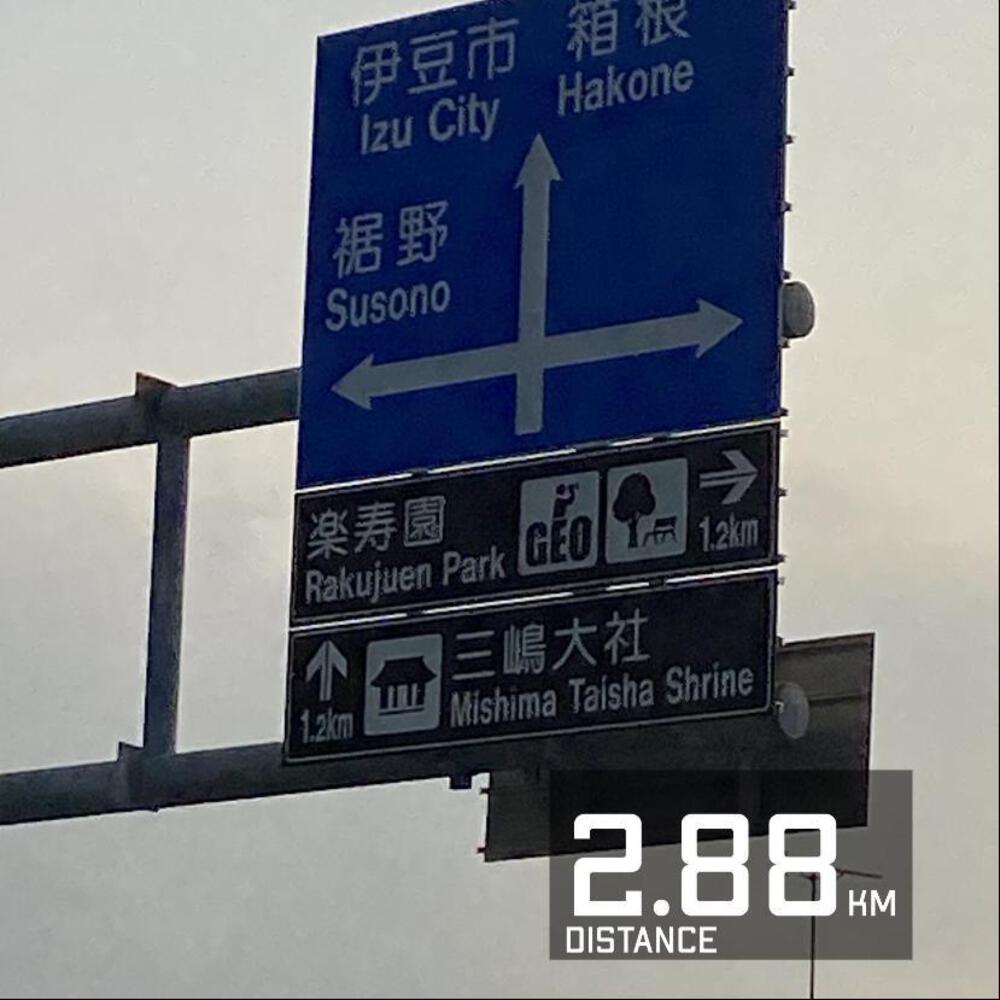 伊豆市 箱根
Izu City Hakone
裾野
Susono
楽寿園
Rakujuen Park
GEO
1.2km
三嶋大社
Mishima Taisha Shrine
1.2km
2.88 KM
DISTANCE